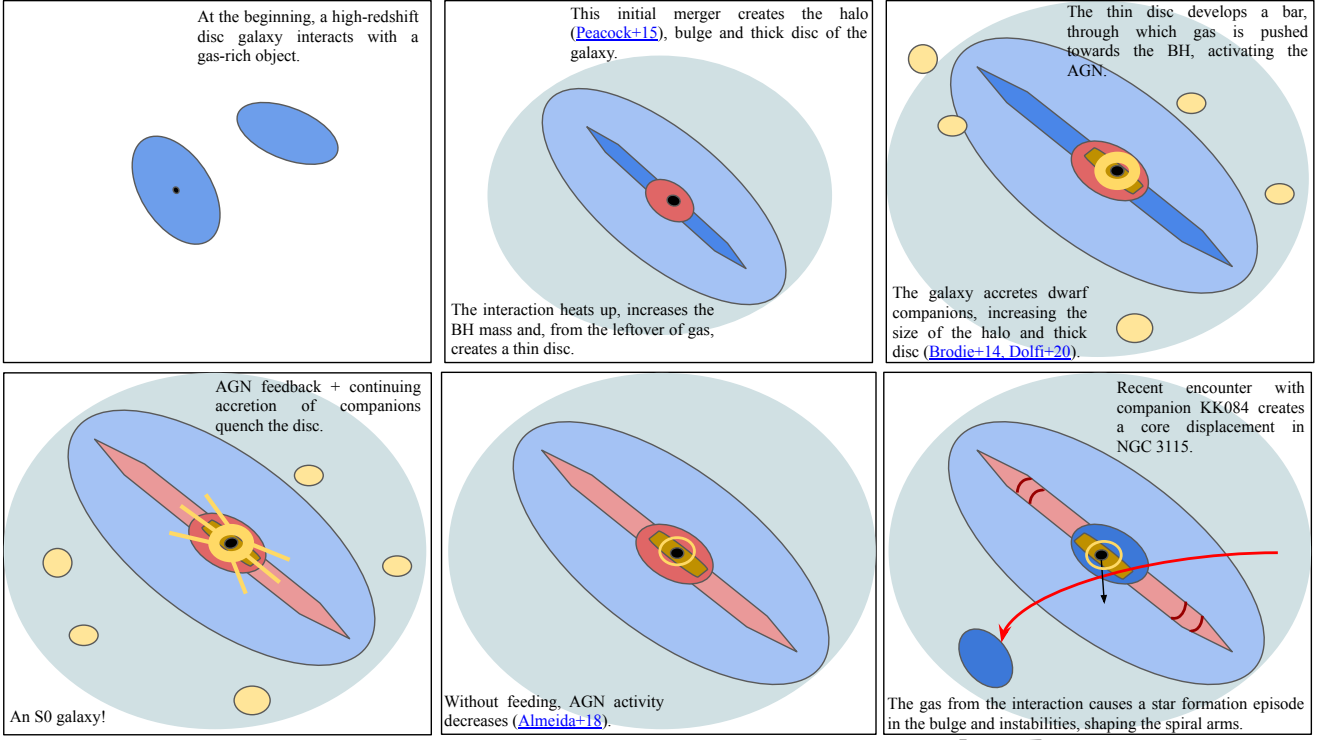 At the beginning, a high-redshift
disc galaxy interacts with a
gas-rich object.
This initial merger creates the halo
(Peacock+15), bulge and thick disc of the
galaxy.
The interaction heats up, increases the
BH mass and, from the leftover of gas,
creates a thin disc.
The thin disc develops a bar,
through which gas is pushed
towards the BH, activating the
AGN.
The galaxy accretes dwarf
companions, increasing the
size of the halo and thick
disc (Brodie+14, Dolfi+20).
AGN feedback + continuing
accretion of companions
quench the disc.
An S0 galaxy!
Without feeding, AGN activity
decreases (Almeida+18).
Recent encounter with
companion KK084 creates
a core displacement in
NGC 3115.
The gas from the interaction causes a star formation episode
in the bulge and instabilities, shaping the spiral arms.